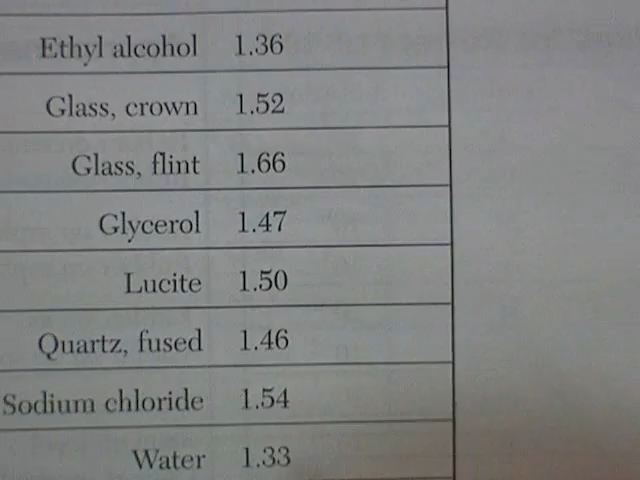 Ethyl alcohol 1.36
Glass, crown 1.52
Glass, flint 1.66
Glycerol 1.47
Lucite 1.50
Quartz, fused 1.46
Sodium chloride 1.54
Water 1.33